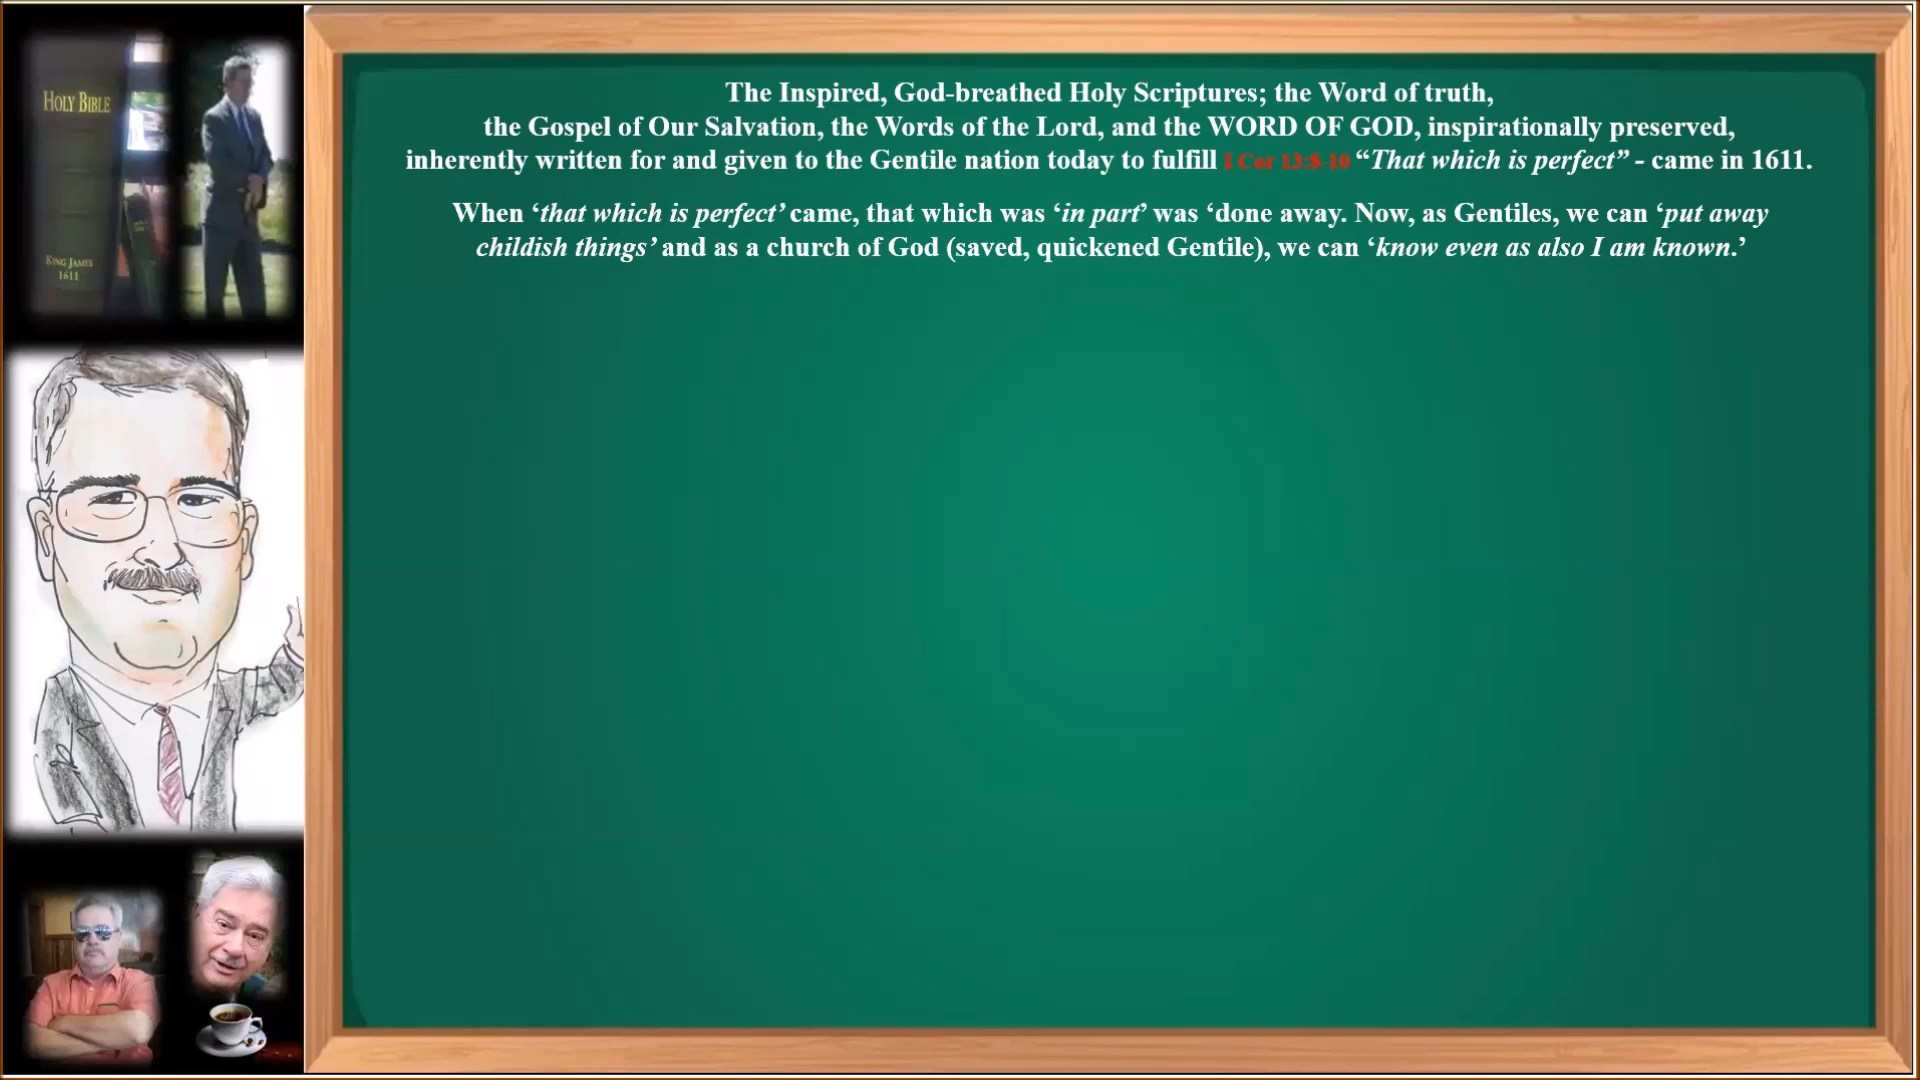 HOLY BIBLE
KING JAMES
1611
The Inspired, God-breathed Holy Scriptures; the Word of truth,
the Gospel of Our Salvation, the Words of the Lord, and the WORD OF GOD, inspirationally preserved,
inherently written for and given to the Gentile nation today to fulfill I Cor 13:8-10 “That which is perfect” - came in 1611.
When ‘that which is perfect’ came, that which was ‘in part’ was ‘done away. Now, as Gentiles, we can ‘put away
childish things’ and as a church of God (saved, quickened Gentile), we can ‘know even as also I am known.’